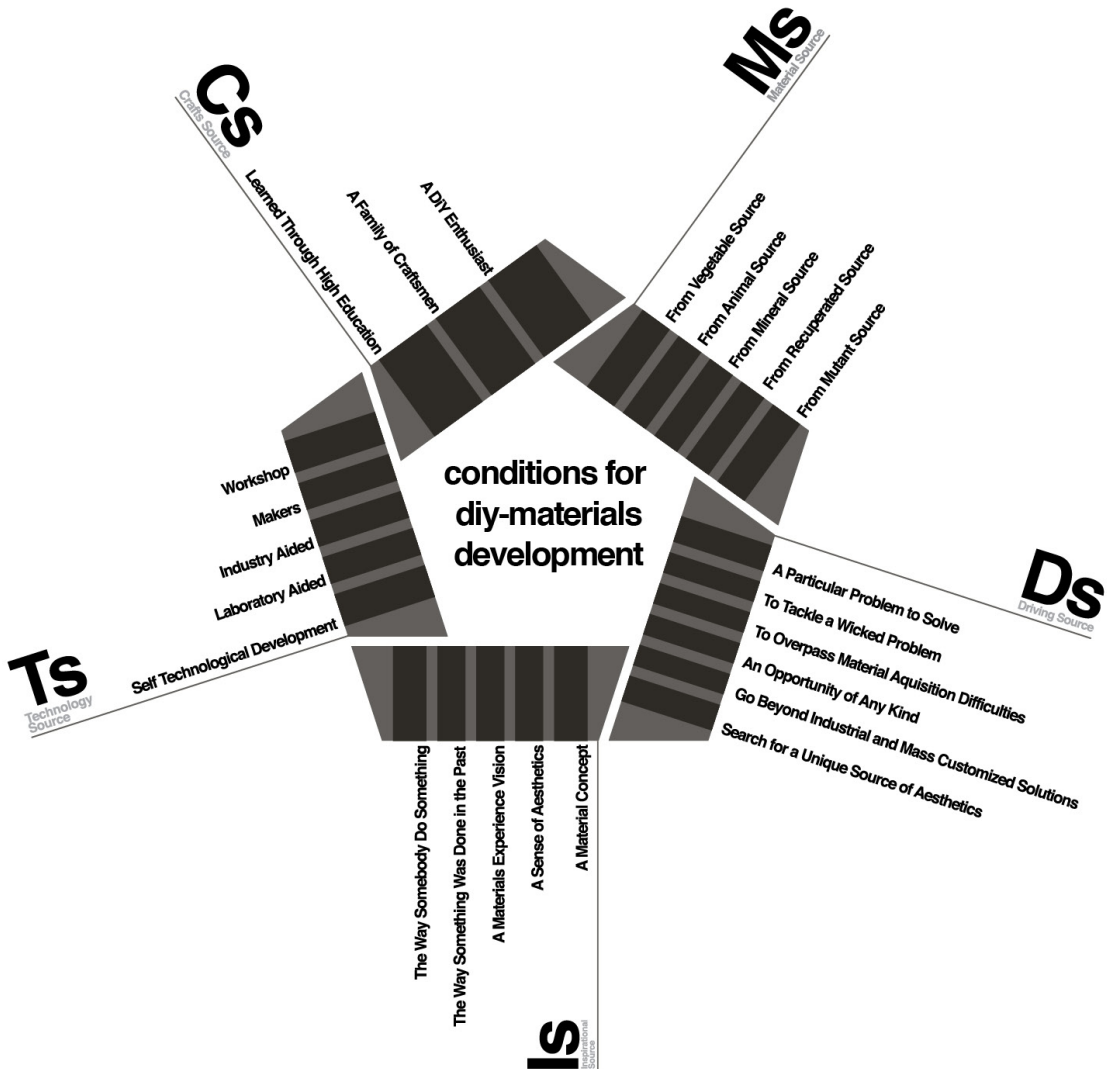 Cs
Crafts Source
Learned Through High Education
A Family of Craftsmen
A DiY Enthusiast
Ms
Material Source
From Vegetable Source
From Animal Source
From Mineral Source
From Recuperated Source
From Mutant Source
conditions for
diy-materials
development
Ds
Driving Source
A Particular Problem to Solve
To Tackle a Wicked Problem
To Overpass Material Aquisition Difficulties
An Opportunity of Any Kind
Go Beyond Industrial and Mass Customized Solutions
Search for a Unique Source of Aesthetics
Is
Inspirational
Source
The Way Somebody Do Something
The Way Something Was Done in the Past
A Materials Experience Vision
A Sense of Aesthetics
A Material Concept
Ts
Technology
Source
Workshop
Makers
Industry Aided
Laboratory Aided
Self Technological Development